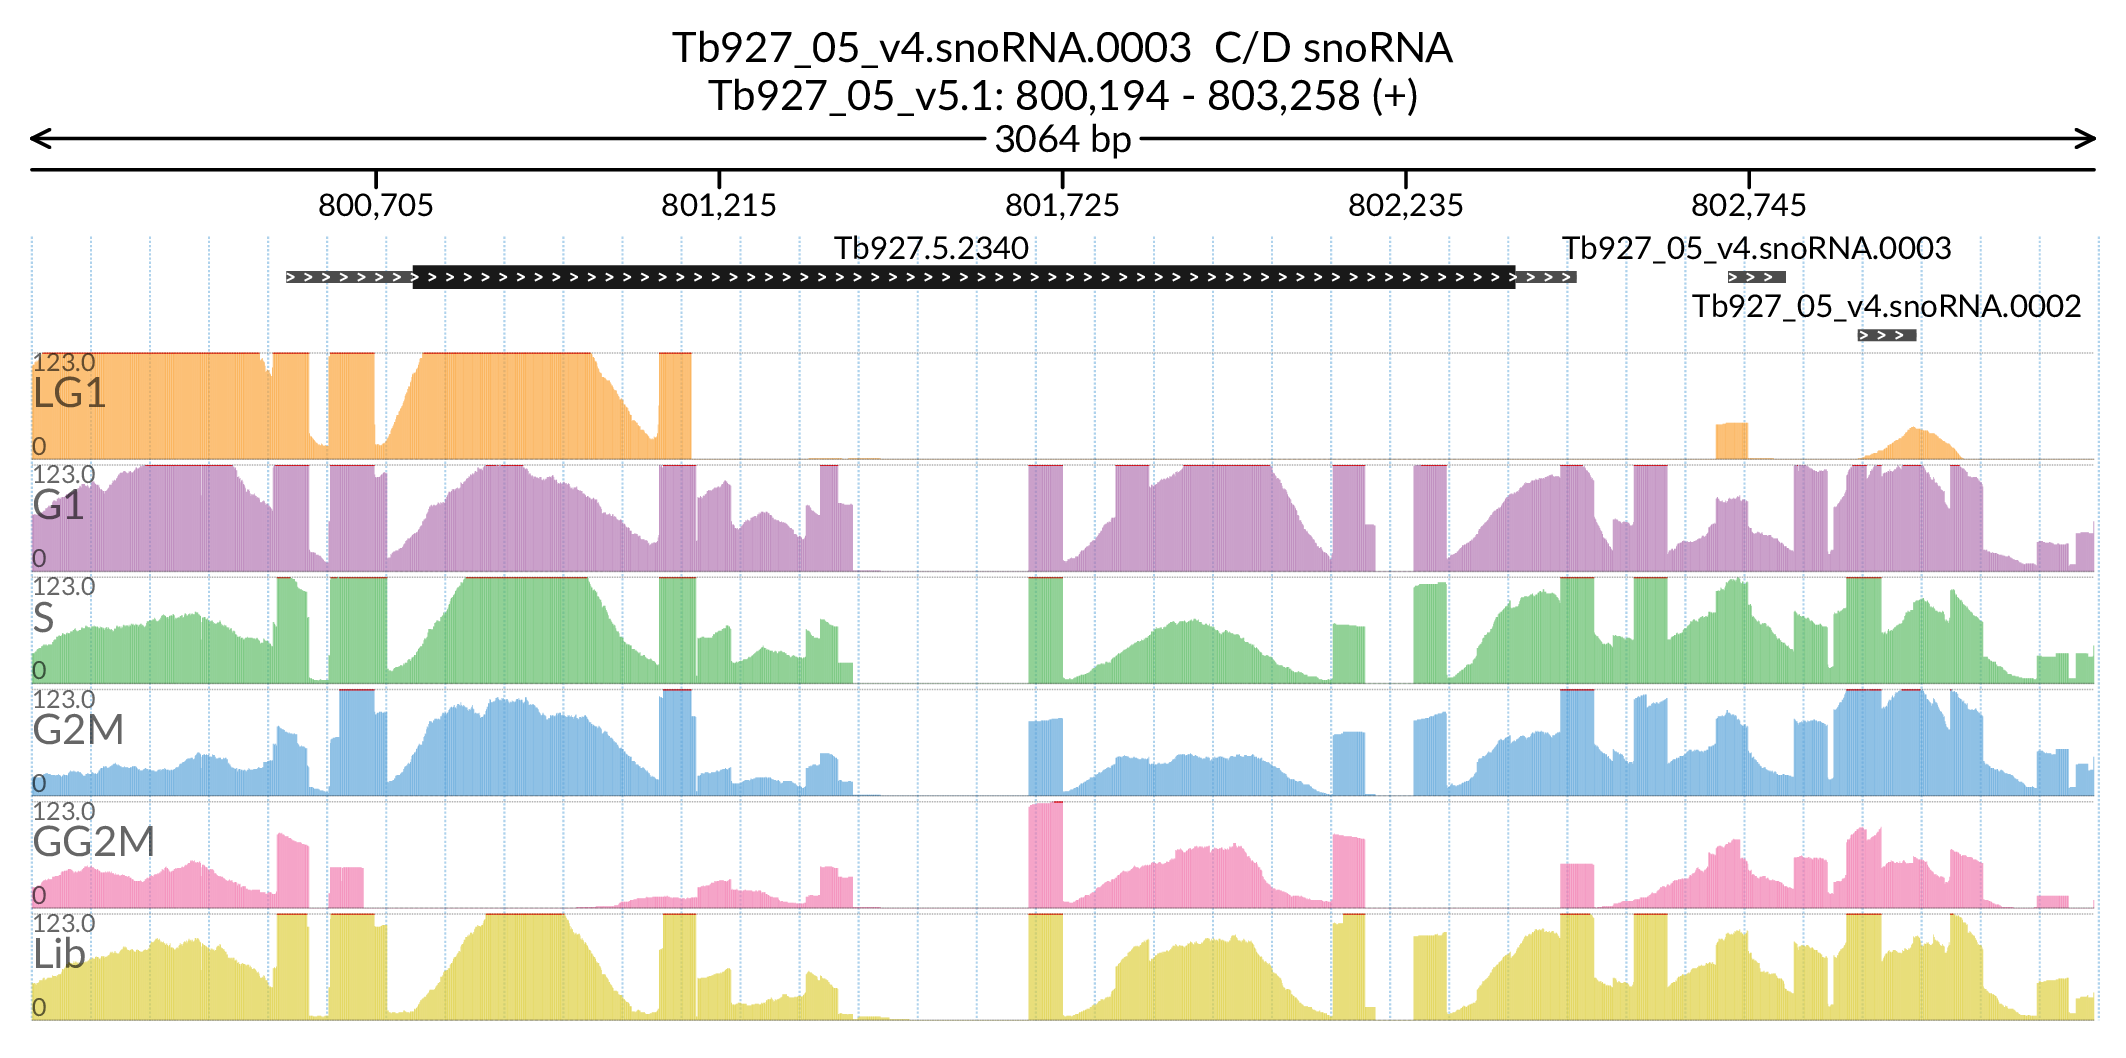 Tb927_05_v4.snoRNA.0003 C/D snoRNA
Tb927_05_v5.1: 800,194 - 803,258 (+)
3064 bp
800,705 801,215 801,725 802,235 802,745
Tb927.5.2340 Tb927_05_v4.snoRNA.0003
Tb927_05_v4.snoRNA.0002
123.0
LG1
0
123.0
G1
0
123.0
S
0
123.0
G2M
0
123.0
GG2M
0
123.0
Lib
0